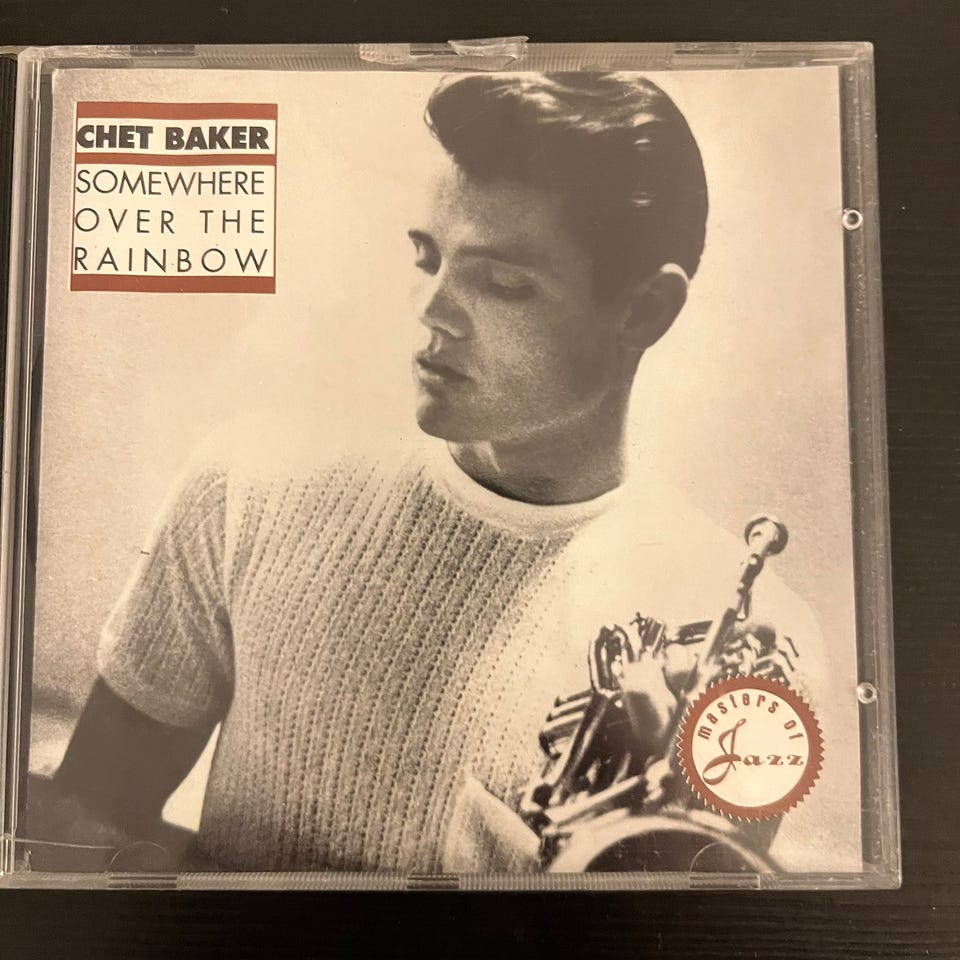 CHET BAKER
SOMEWHERE
OVER THE
RAINBOW
masters of
Jazz